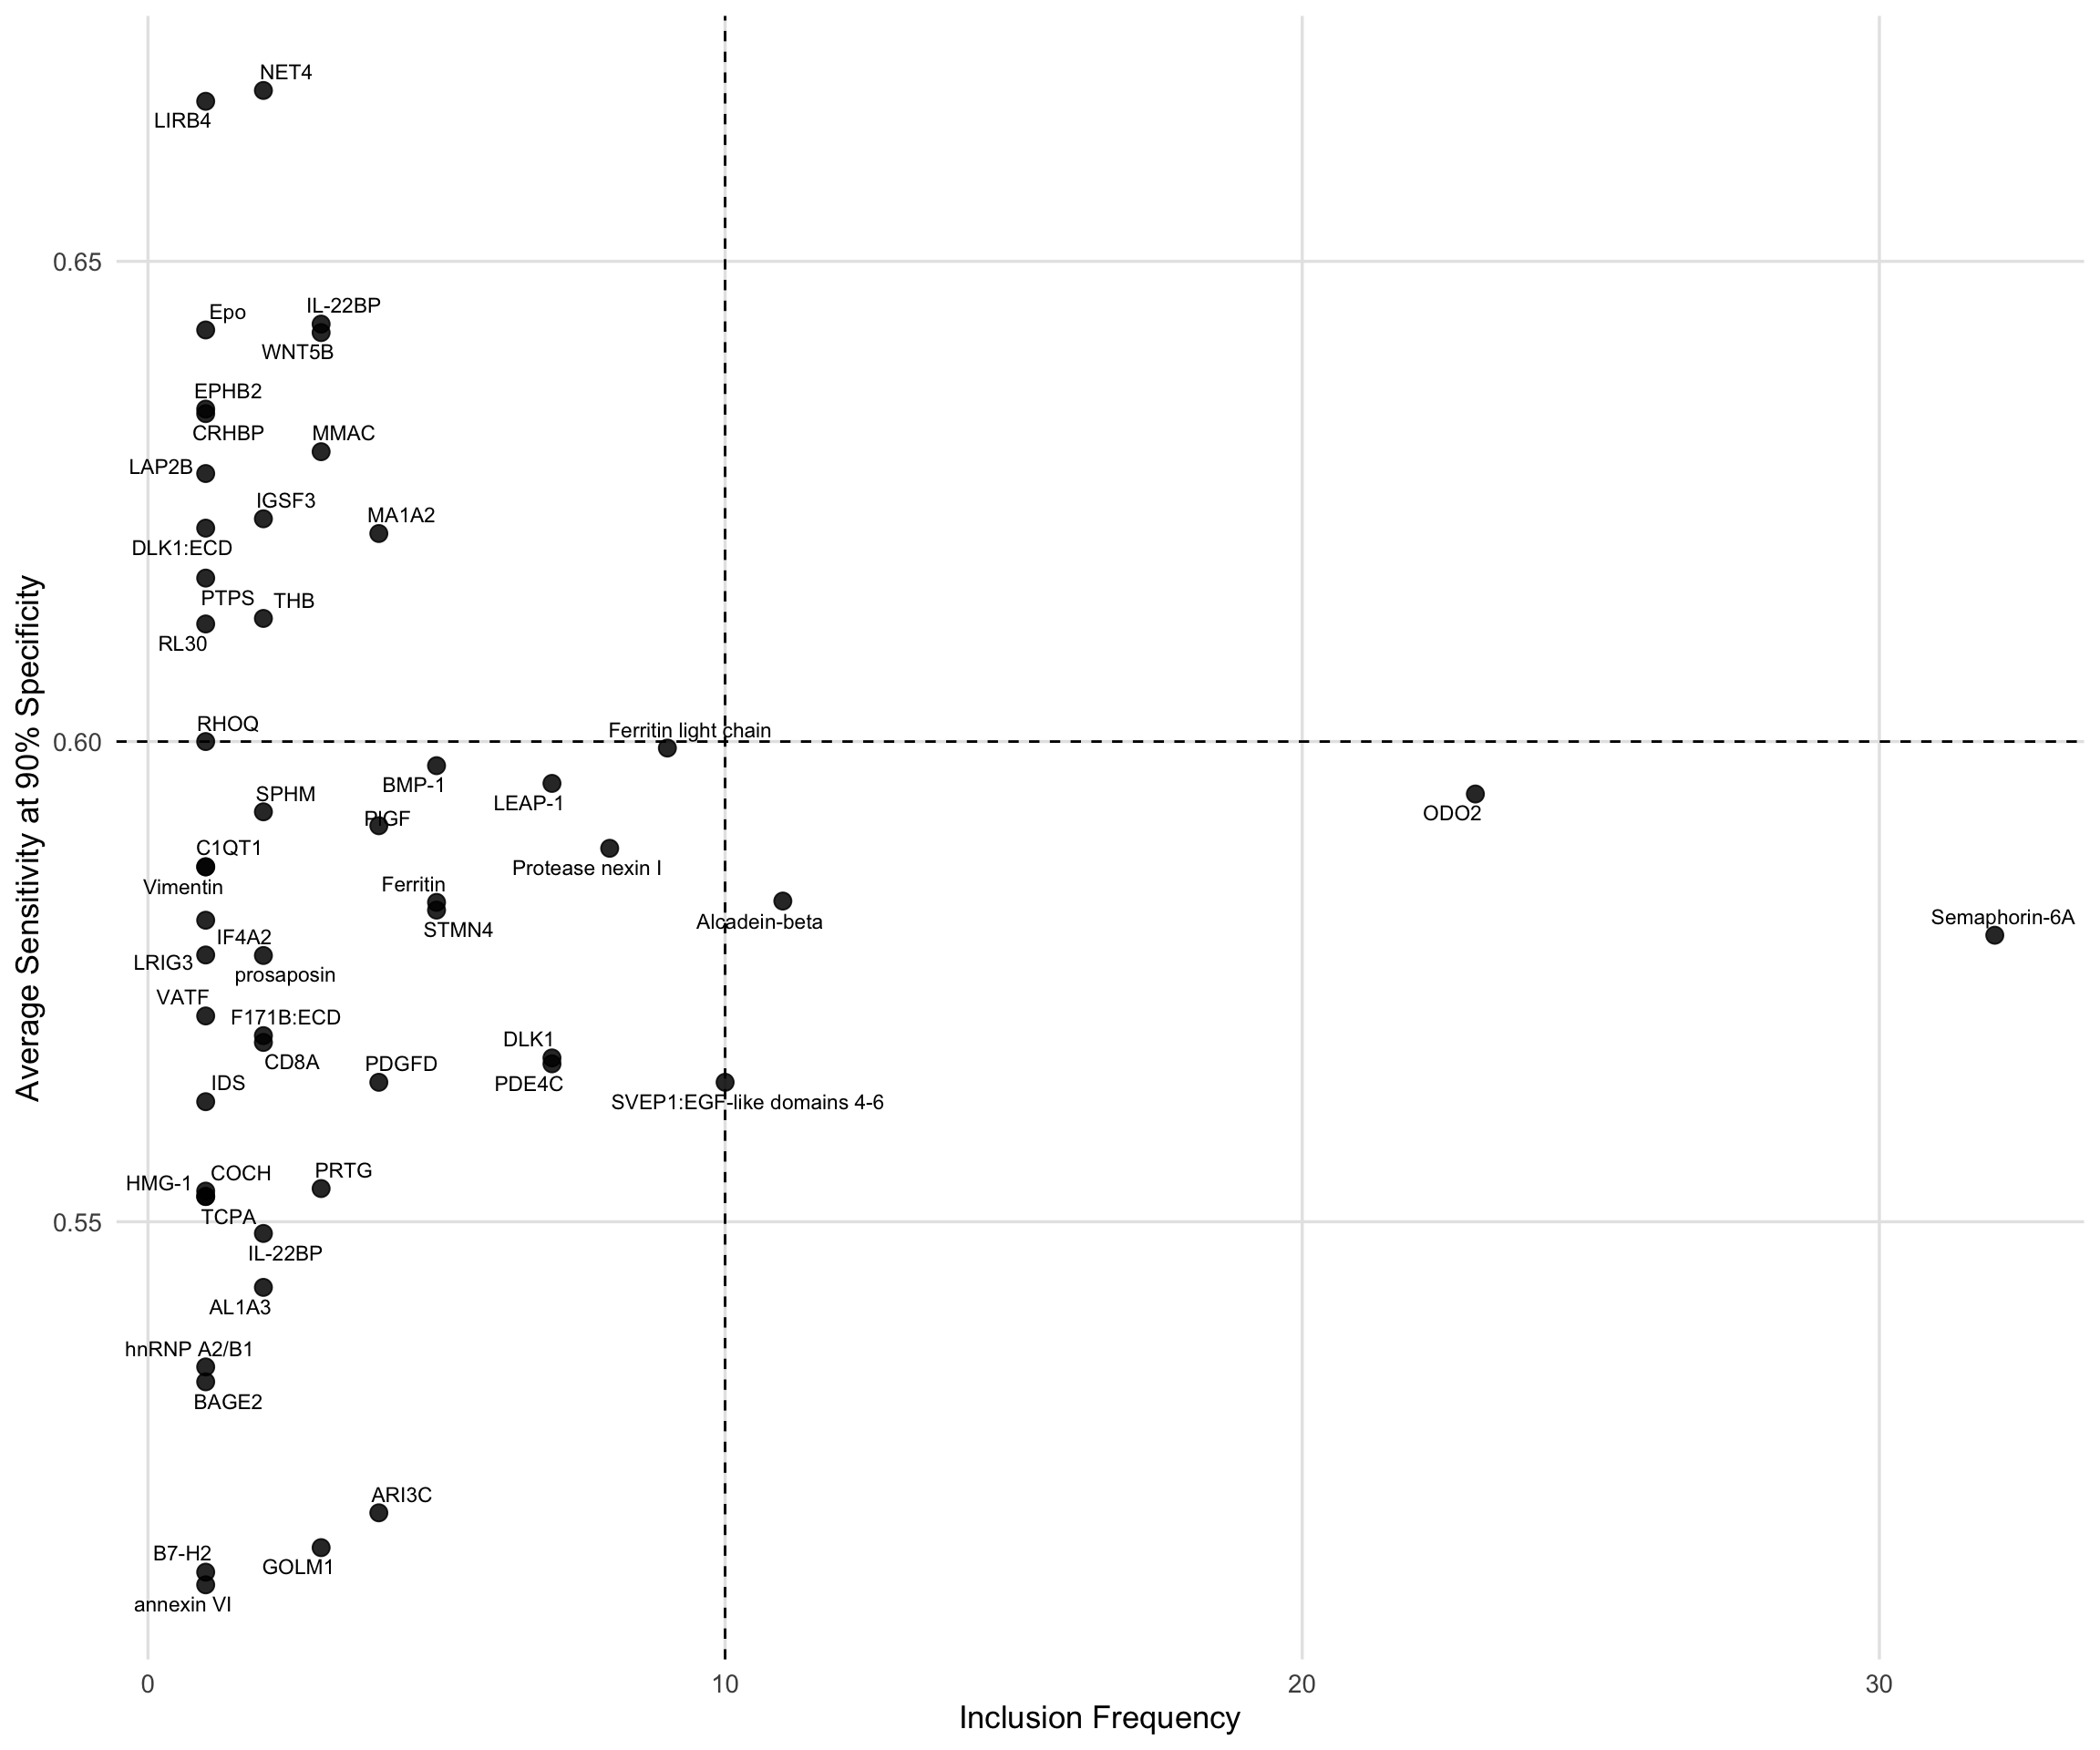 NET4
LIRB4
0.65
IL-22BP
Epo
WNT5B
EPHB2
CRHBP
MMAC
LAP2B
IGSF3
MA1A2
DLK1:ECD
PTPS
THB
RL30
RHOQ
Ferritin light chain
0.60
BMP-1
SPHM
LEAP-1
ODO2
PIGF
C1QT1
Protease nexin I
Ferritin
Vimentin
Semaphorin-6A
Alcadein-beta
STMN4
IF4A2
LRIG3
prosaposin
VATF
F171B:ECD
DLK1
CD8A
PDGFD
IDS
PDE4C
SVEP1:EGF-like domains 4-6
PRTG
COCH
HMG-1
TCPA
0.55
IL-22BP
AL1A3
hnRNP A2/B1
BAGE2
ARI3C
B7-H2
GOLM1
annexin VI
0
10
20
30
Inclusion Frequency
Average Sensitivity at 90% Specificity